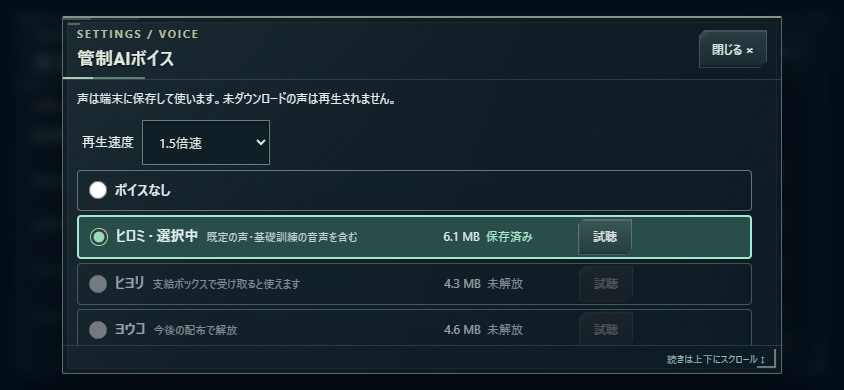 SETTINGS / VOICE
管制AIボイス
閉じる ×
声は端末に保存して使います。未ダウンロードの声は再生されません。
再生速度 1.5倍速
ボイスなし
ヒロミ・選択中 既定の声・基礎訓練の音声を含む 6.1 MB 保存済み 試聴
ヒヨリ 支給ボックスで受け取ると使えます 4.3 MB 未解放 試聴
ヨウコ 今後の配布で解放 4.6 MB 未解放 試聴
続きは上下にスクロール ↕